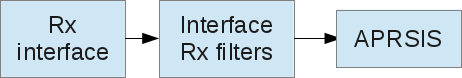 Rx
interface
Interface
Rx filters
APRSIS